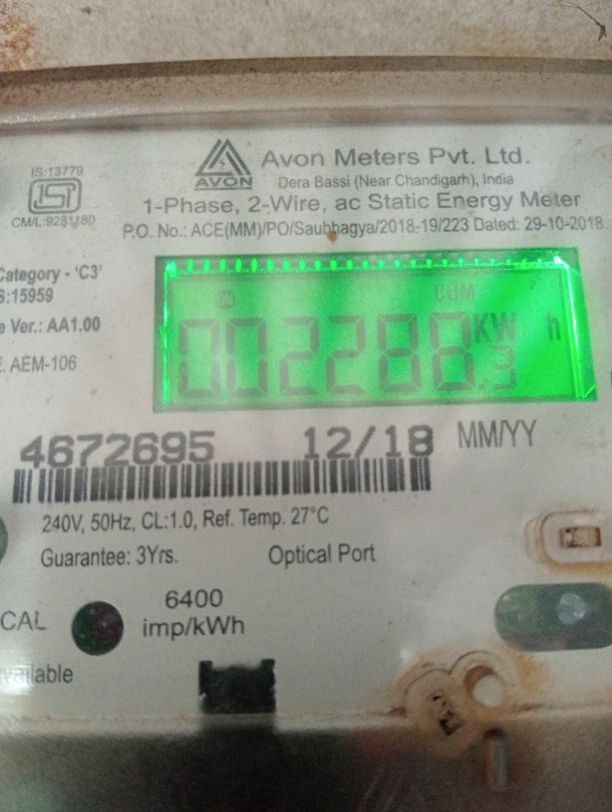 IS:13779
ISI
CM/L:9281180
AVON
Avon Meters Pvt. Ltd.
Dera Bassi (Near Chandigarh), India
1-Phase, 2-Wire, ac Static Energy Meter
P.O. No.: ACE(MM)/PO/Saubhagya/2018-19/223 Dated: 29-10-2018
Category - 'C3'
S:15959
e Ver.: AA1.00
E. AEM-106
CUM
002288.3 KW h
4672695 12/18 MM/YY
240V, 50Hz, CL:1.0, Ref. Temp. 27°C
Guarantee: 3Yrs. Optical Port
CAL
6400
imp/kWh
available